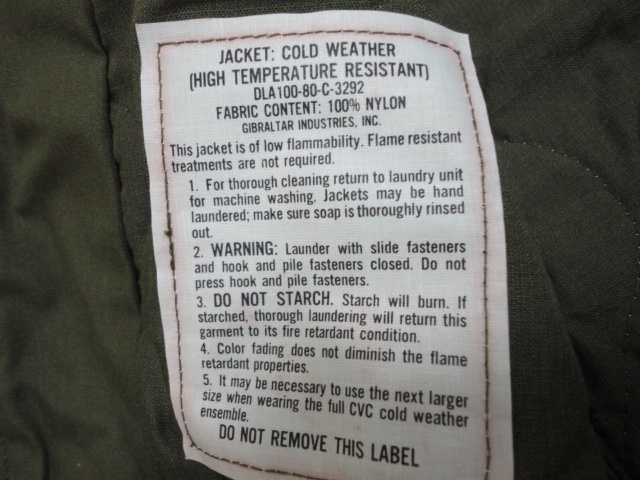 JACKET: COLD WEATHER
(HIGH TEMPERATURE RESISTANT)
DLA100-80-C-3292
FABRIC CONTENT: 100% NYLON
GIBRALTAR INDUSTRIES, INC.
This jacket is of low flammability. Flame resistant
treatments are not required.
1. For thorough cleaning return to laundry unit
for machine washing. Jackets may be hand
laundered; make sure soap is thoroughly rinsed
out.
2. WARNING: Launder with slide fasteners
and hook and pile fasteners closed. Do not
press hook and pile fasteners.
3. DO NOT STARCH. Starch will burn. If
starched, thorough laundering will return this
garment to its fire retardant condition.
4. Color fading does not diminish the flame
retardant properties.
5. It may be necessary to use the next larger
size when wearing the full CVC cold weather
ensemble.
DO NOT REMOVE THIS LABEL